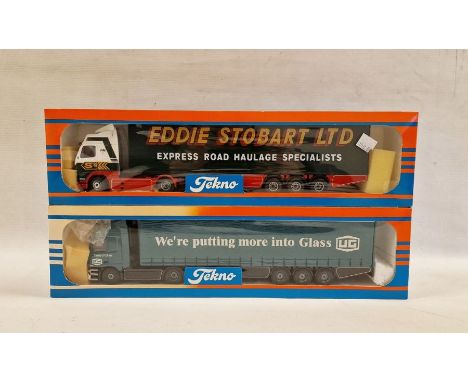 EDDIE STOBART LTD
EXPRESS ROAD HAULAGE SPECIALISTS
Tekno
We're putting more into Glass UG
Tekno